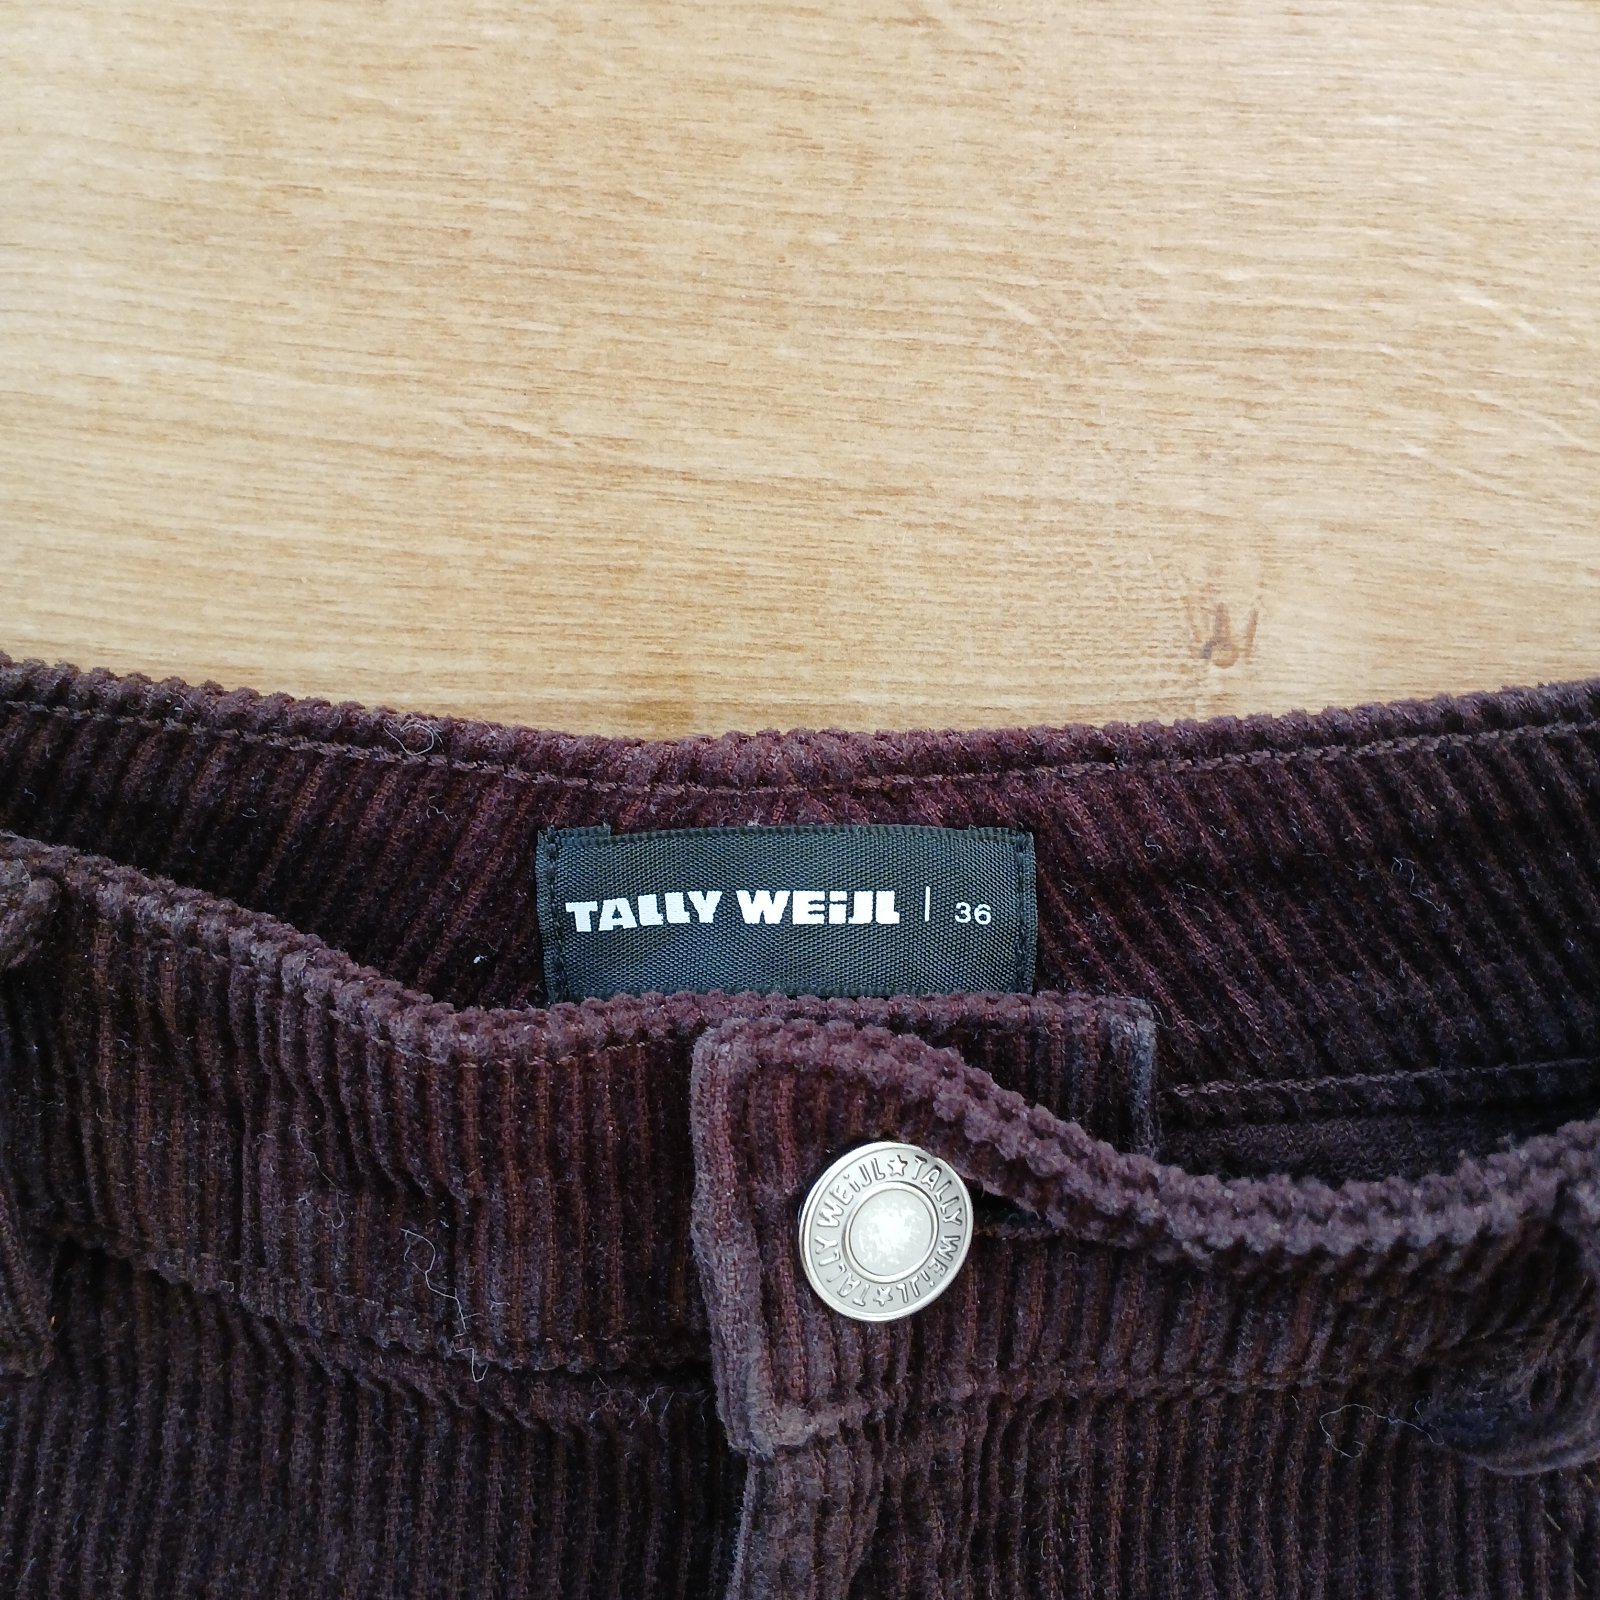 TALLY WEiJL | 36
TALLY WEiJL ★ TALLY WEiJL ★